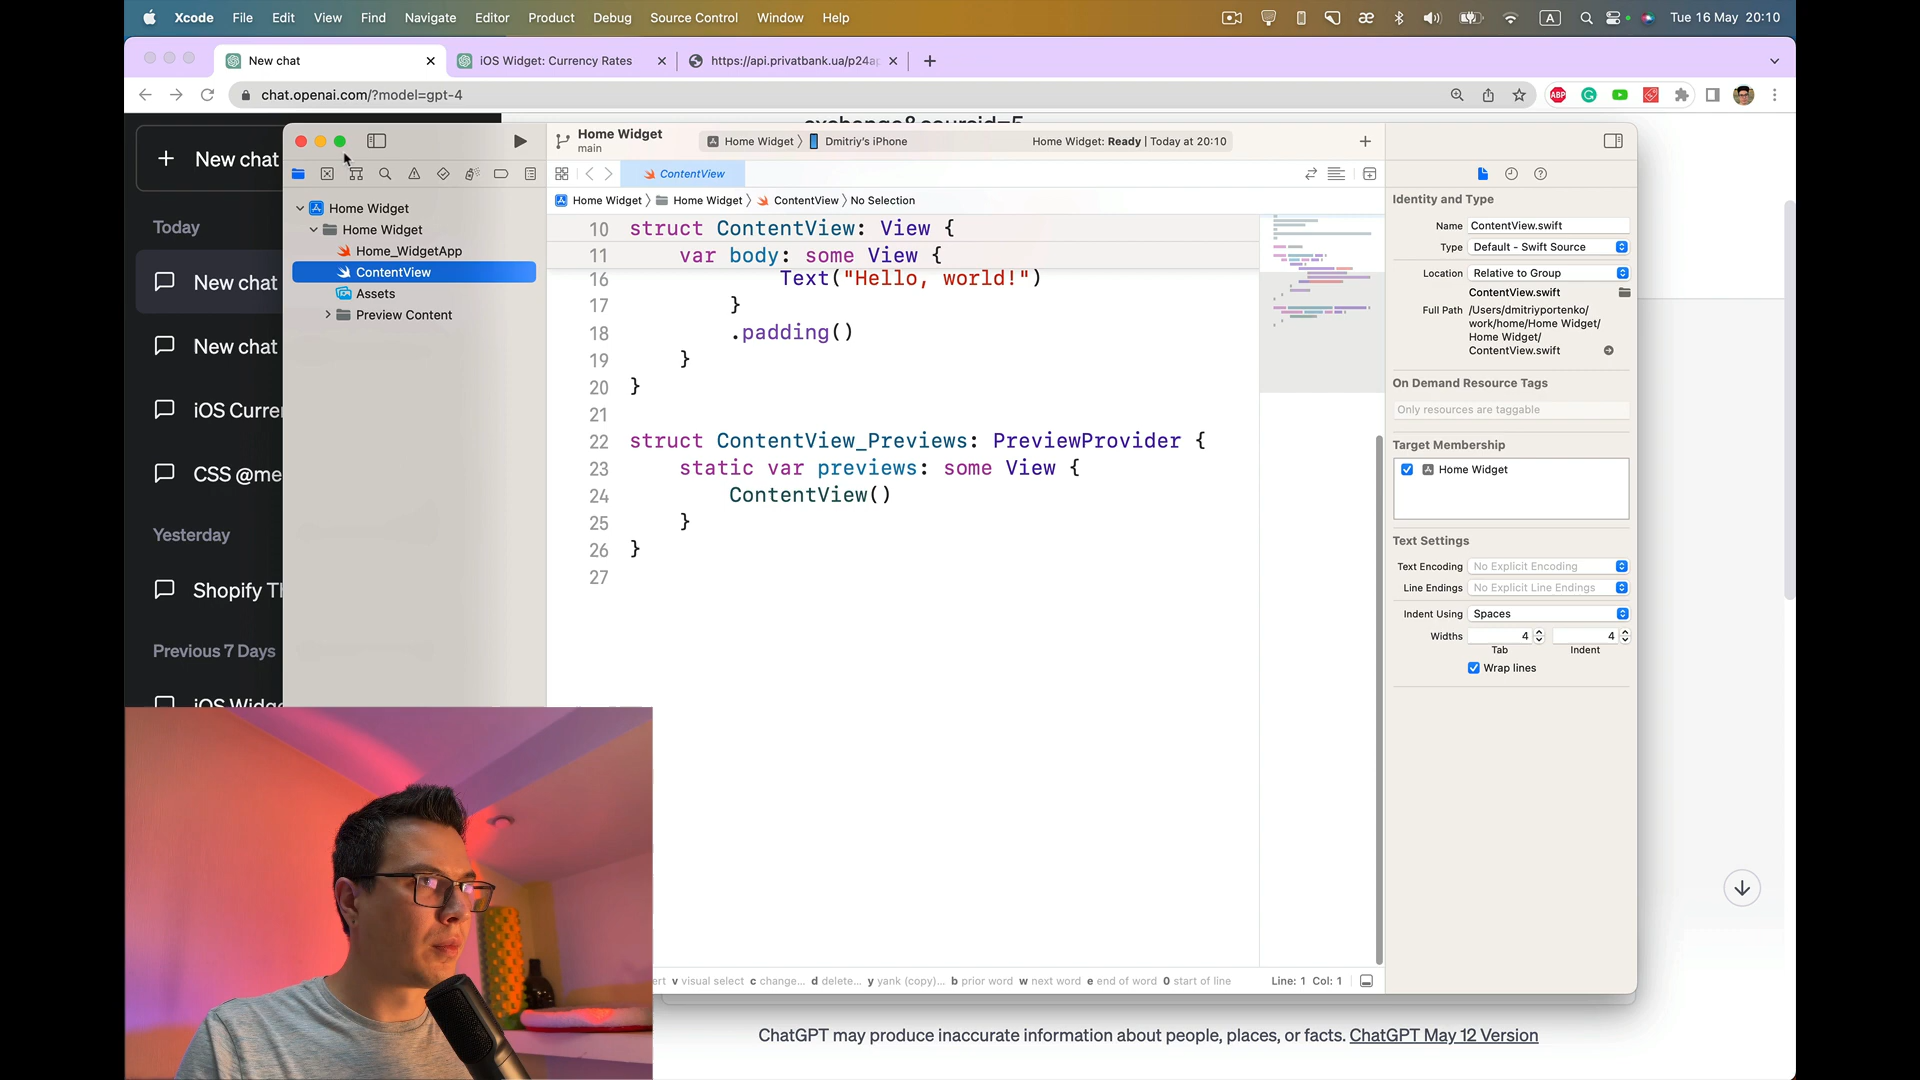 Xcode File Edit View Find Navigate Editor Product Debug Source Control Window Help
A Tue 16 May 20:10
New chat
iOS Widget: Currency Rates
https://api.privatbank.ua/p24a
chat.openai.com/?model=gpt-4
ABP
New chat
Today
New chat
New chat
iOS Curre
CSS @me
Yesterday
Shopify T
Previous 7 Days
iOS Widg
Home Widget
main
Home Widget Dmitriy's iPhone
Home Widget: Ready | Today at 20:10
ContentView
Home Widget Home Widget ContentView No Selection
Home Widget
Home Widget
Home_WidgetApp
ContentView
Assets
Preview Content
10 struct ContentView: View {
11 var body: some View {
16 Text("Hello, world!")
17 }
18 .padding()
19 }
20 }
21
22 struct ContentView_Previews: PreviewProvider {
23 static var previews: some View {
24 ContentView()
25 }
26 }
27
Identity and Type
Name ContentView.swift
Type Default - Swift Source
Location Relative to Group
ContentView.swift
Full Path /Users/dmitriyportenko/
work/home/Home Widget/
Home Widget/
ContentView.swift
On Demand Resource Tags
Only resources are taggable
Target Membership
Home Widget
Text Settings
Text Encoding No Explicit Encoding
Line Endings No Explicit Line Endings
Indent Using Spaces
Widths 4 4
Tab Indent
Wrap lines
v visual select c change... d delete... y yank (copy)... b prior word w next word e end of word 0 start of line
Line: 1 Col: 1
ChatGPT may produce inaccurate information about people, places, or facts. ChatGPT May 12 Version